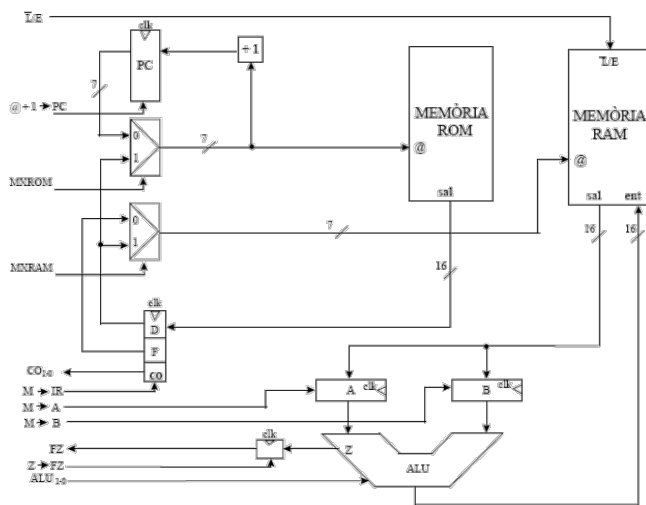 L/E
clk
PC
+1
7
@+1→PC
0
1
7
MXROM
MEMÒRIA
ROM
@
sal
L/E
MEMÒRIA
RAM
@
sal
ent
16
16
0
1
7
MXRAM
16
clk
D
F
CO
CO1-0
M→IR
M→A
M→B
A
clk
B
clk
FZ
clk
Z→FZ
Z
ALU
ALU1-0